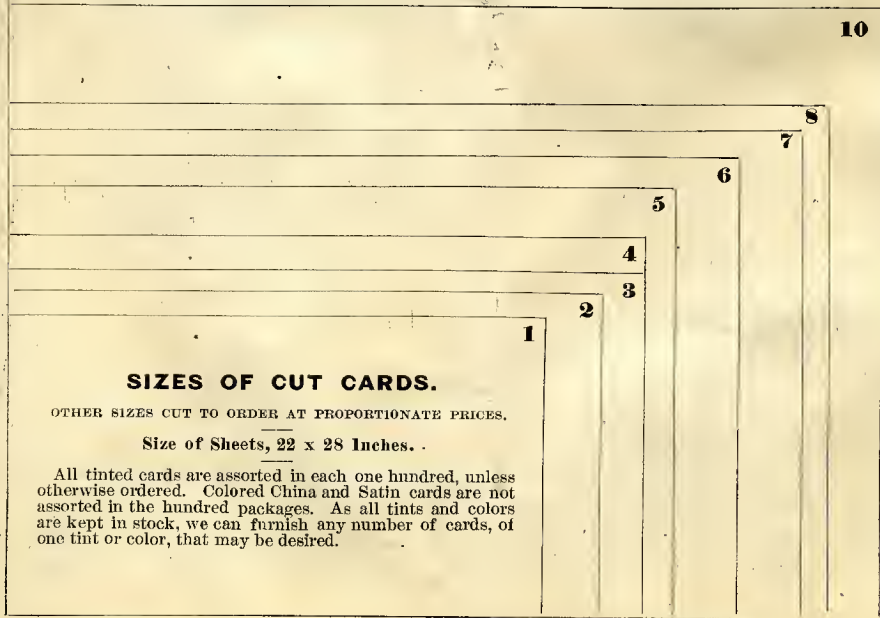 10
8
7
6
5
4
3
2
1
SIZES OF CUT CARDS.
OTHER SIZES CUT TO ORDER AT PROPORTIONATE PRICES.
Size of Sheets, 22 x 28 Inches.
All tinted cards are assorted in each one hundred, unless
otherwise ordered. Colored China and Satin cards are not
assorted in the hundred packages. As all tints and colors
are kept in stock, we can furnish any number of cards, of
one tint or color, that may be desired.